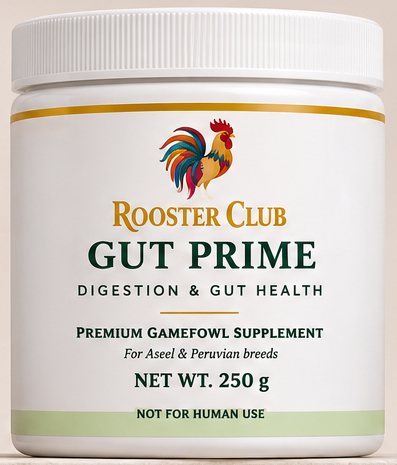 ROOSTER CLUB
GUT PRIME
DIGESTION & GUT HEALTH
PREMIUM GAMEFOWL SUPPLEMENT
For Aseel & Peruvian breeds
NET WT. 250 g
NOT FOR HUMAN USE